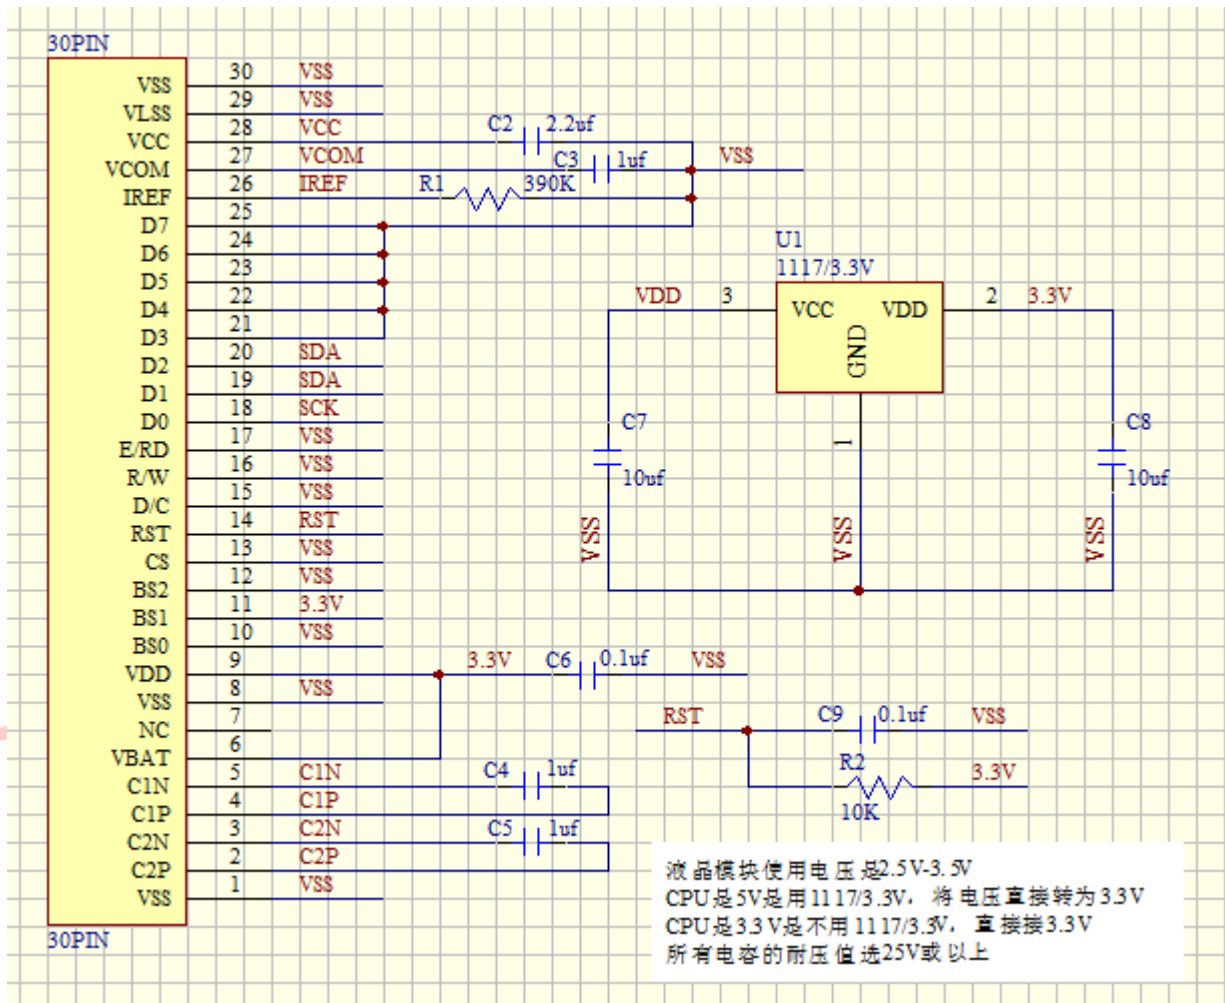 30PIN
VSS 30 VSS
VLSS 29 VSS
VCC 28 VCC C2 2.2uf
VCOM 27 VCOM C3 1uf VSS
IREF 26 IREF R1 390K
D7 25
D6 24
D5 23
D4 22
D3 21
D2 20 SDA
D1 19 SDA
D0 18 SCK
E/RD 17 VSS
R/W 16 VSS
D/C 15 VSS
RST 14 RST
CS 13 VSS
BS2 12 VSS
BS1 11 3.3V
BS0 10 VSS
VDD 9 3.3V C6 0.1uf VSS
VSS 8 VSS
NC 7
VBAT 6
C1N 5 C1N C4 1uf
C1P 4 C1P
C2N 3 C2N C5 1uf
C2P 2 C2P
VSS 1 VSS
30PIN
U1
1117/3.3V
VDD 3 VCC VDD 2 3.3V
GND
1
C7
10uf
C8
10uf
VSS VSS VSS
RST C9 0.1uf VSS
R2 3.3V
10K
液晶模块使用电压是2.5V-3.5V
CPU是5V是用1117/3.3V，将电压直接转为3.3V
CPU是3.3V是不用1117/3.3V，直接接3.3V
所有电容的耐压值选25V或以上